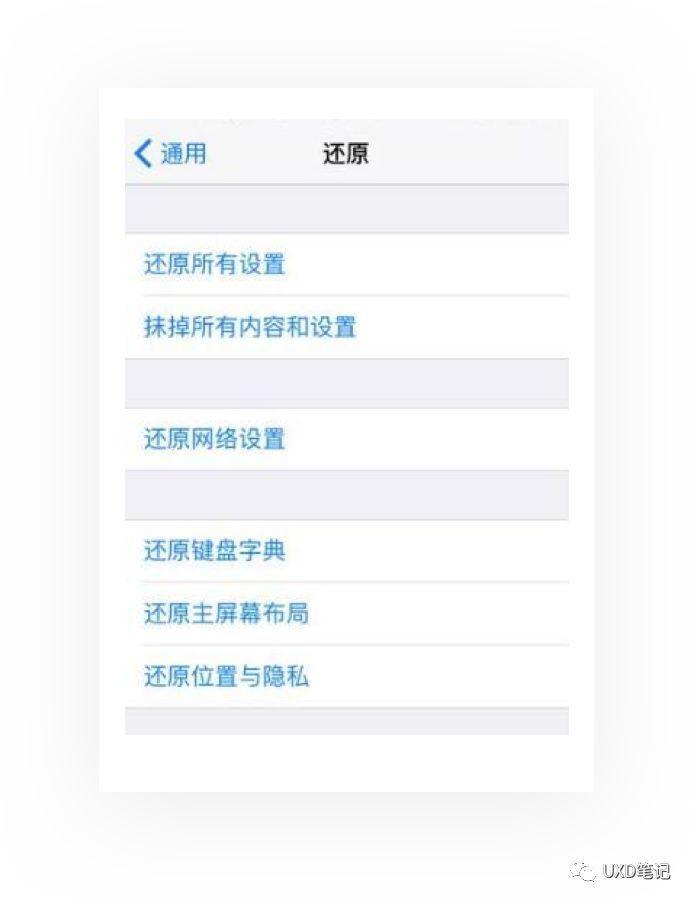 通用 还原
还原所有设置
抹掉所有内容和设置
还原网络设置
还原键盘字典
还原主屏幕布局
还原位置与隐私
UXD笔记